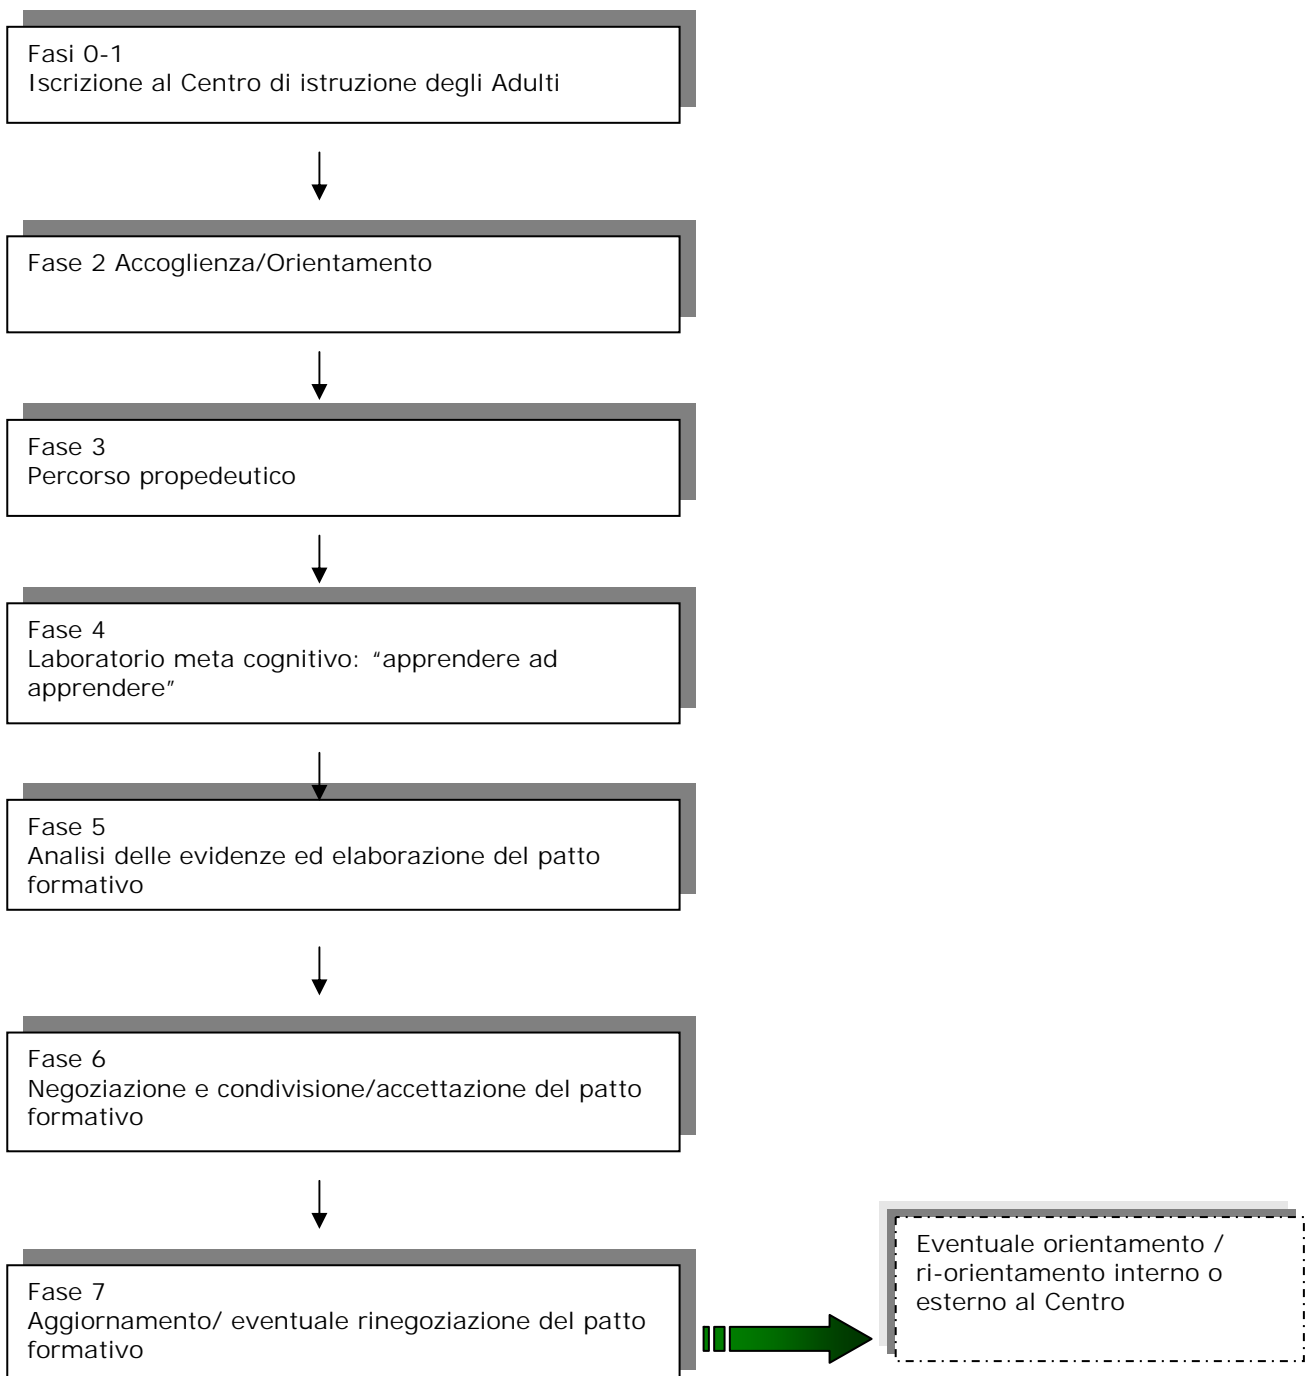 Fasi 0-1
Iscrizione al Centro di istruzione degli Adulti
Fase 2 Accoglienza/Orientamento
Fase 3
Percorso propedeutico
Fase 4
Laboratorio meta cognitivo: “apprendere ad
apprendere”
Fase 5
Analisi delle evidenze ed elaborazione del patto
formativo
Fase 6
Negoziazione e condivisione/accettazione del patto
formativo
Fase 7
Aggiornamento/ eventuale rinegoziazione del patto
formativo
Eventuale orientamento /
ri-orientamento interno o
esterno al Centro